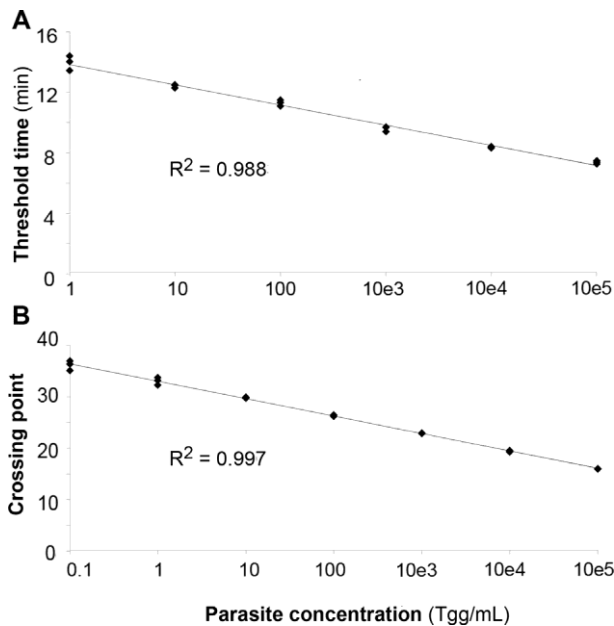 A
16
12
8
4
0
Threshold time (min)
R2 = 0.988
1 10 100 10e3 10e4 10e5
B
40
30
20
10
0
Crossing point
R2 = 0.997
0.1 1 10 100 10e3 10e4 10e5
Parasite concentration (Tgg/mL)